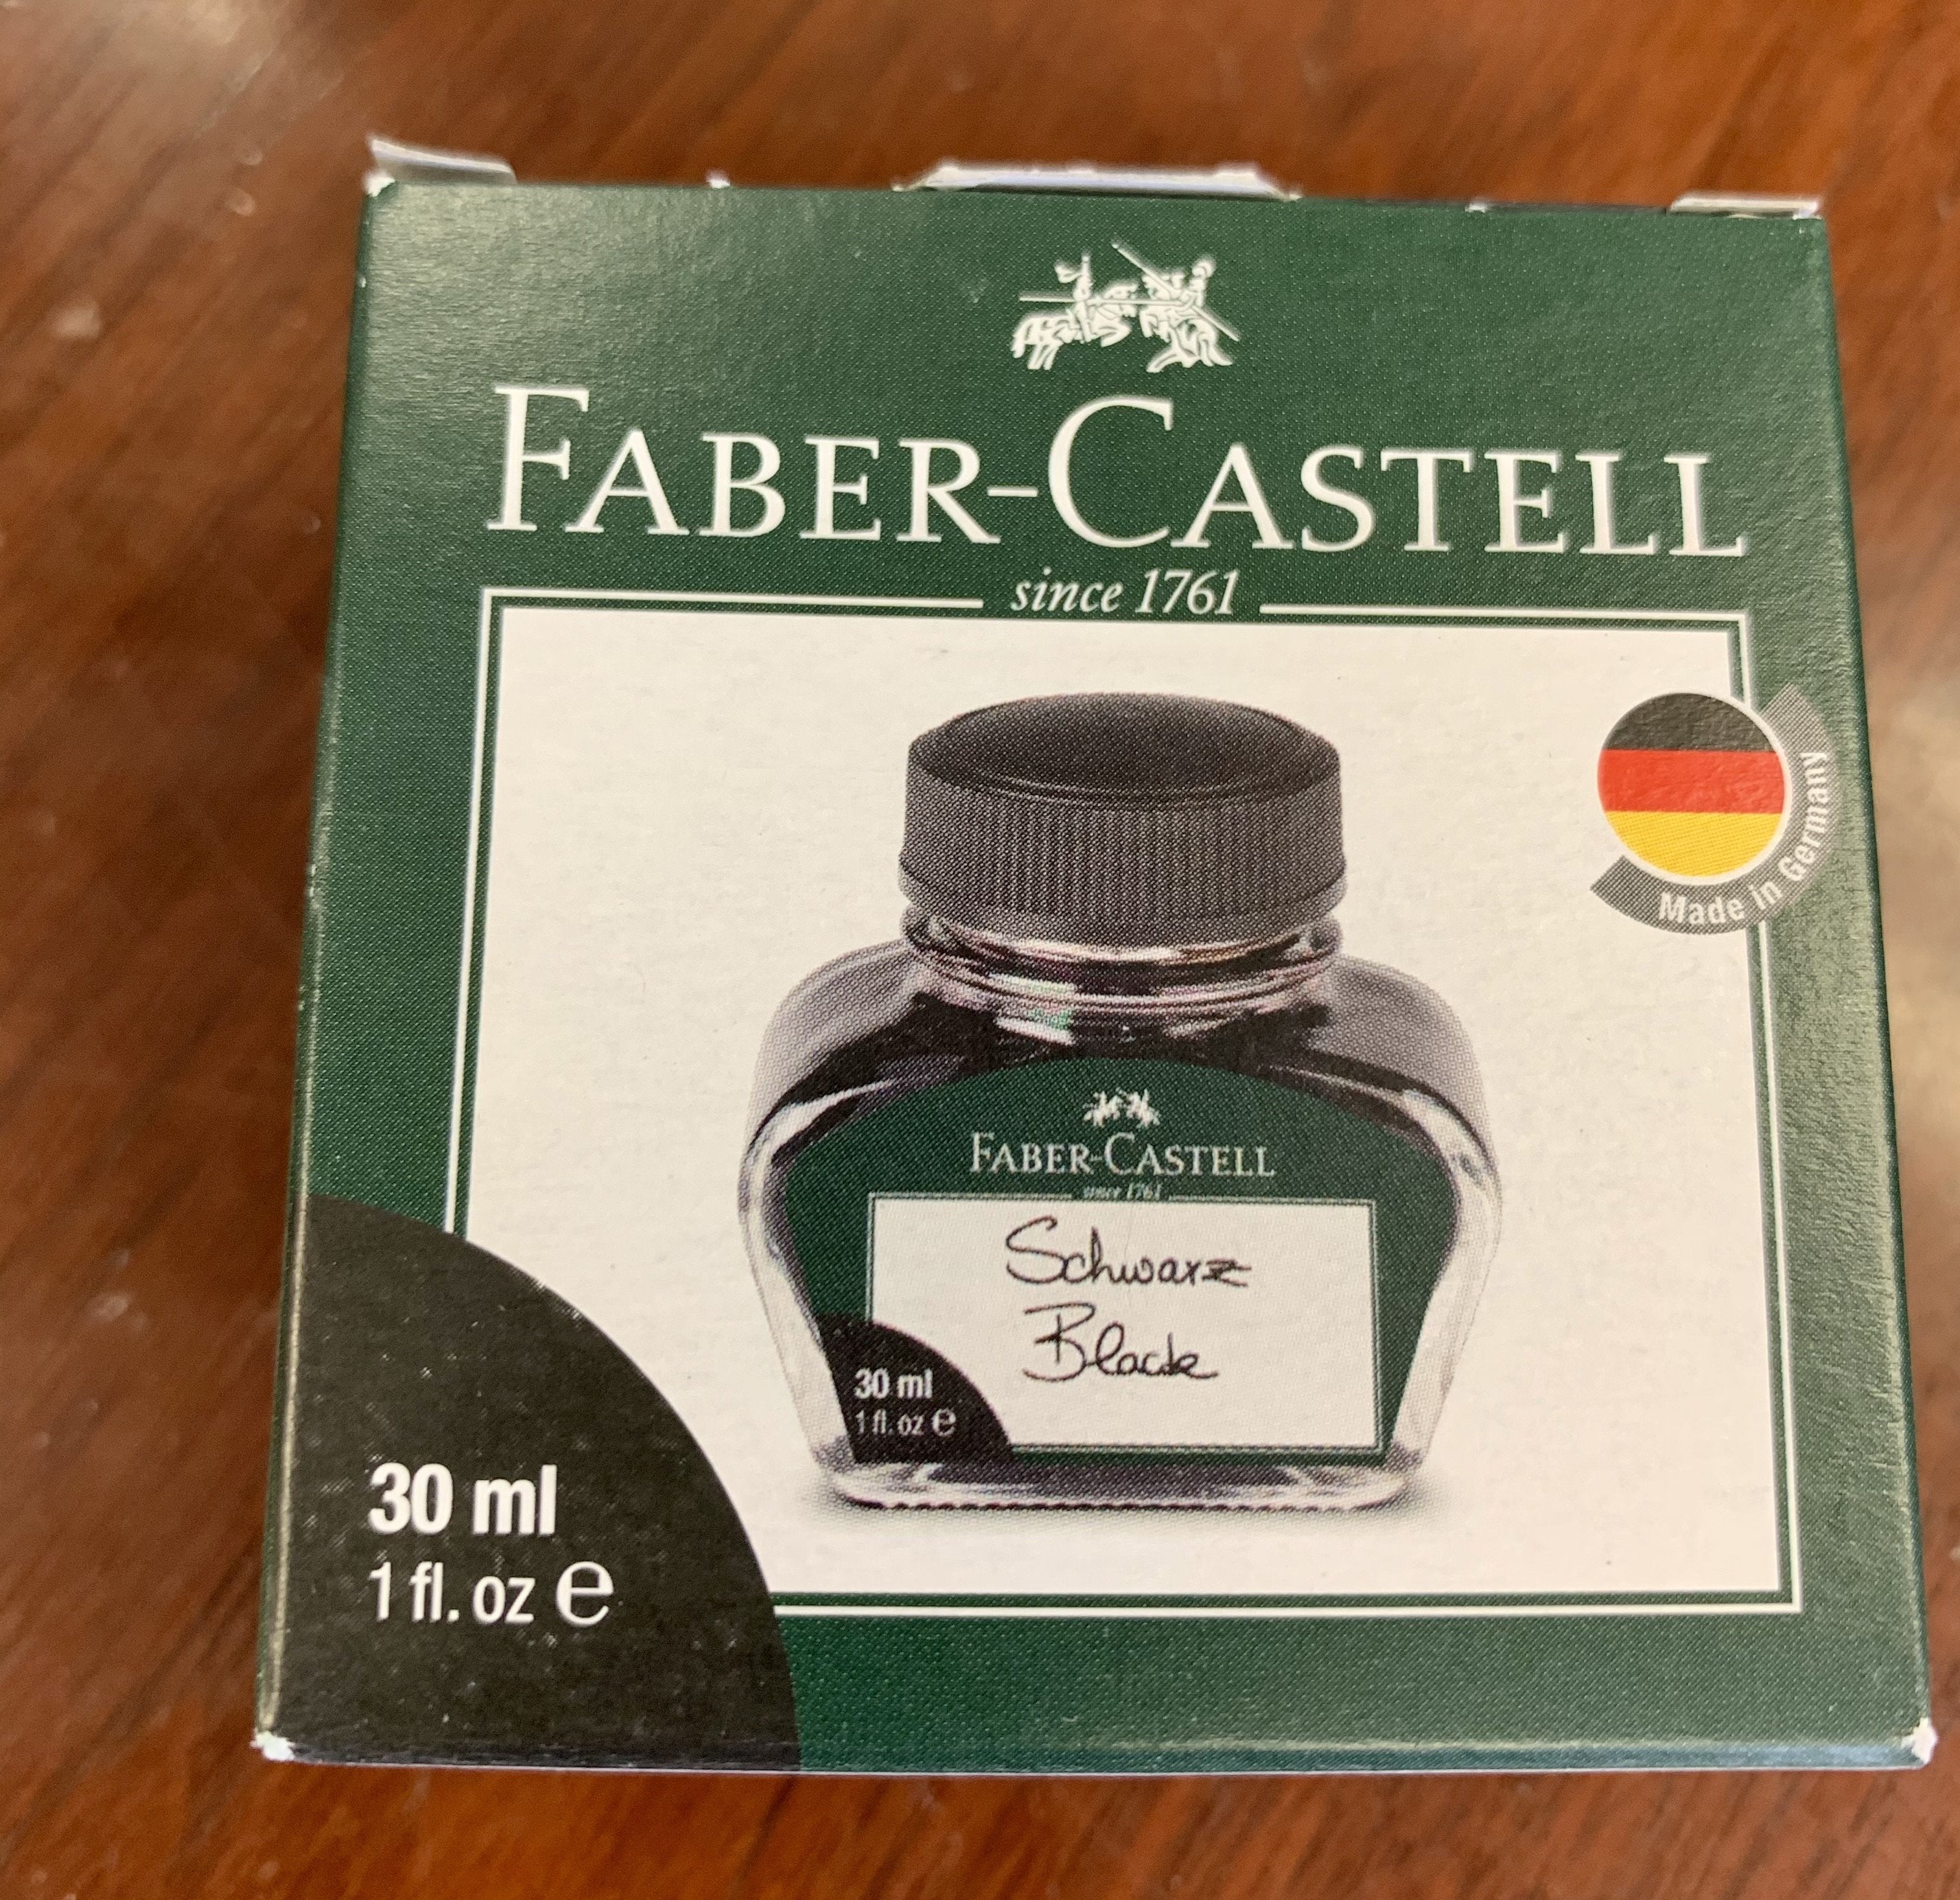 FABER-CASTELL
since 1761
Made in Germany
FABER-CASTELL
since 1761
Schwarz
Black
30 ml
1 fl. oz ℮
30 ml
1 fl. oz ℮